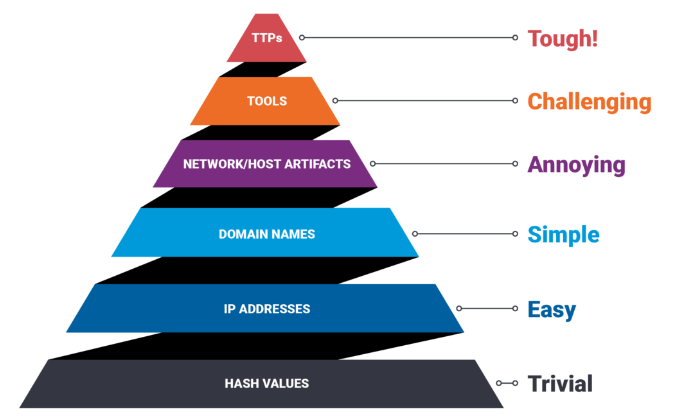 TTPs
Tough!
TOOLS
Challenging
NETWORK/HOST ARTIFACTS
Annoying
DOMAIN NAMES
Simple
IP ADDRESSES
Easy
HASH VALUES
Trivial